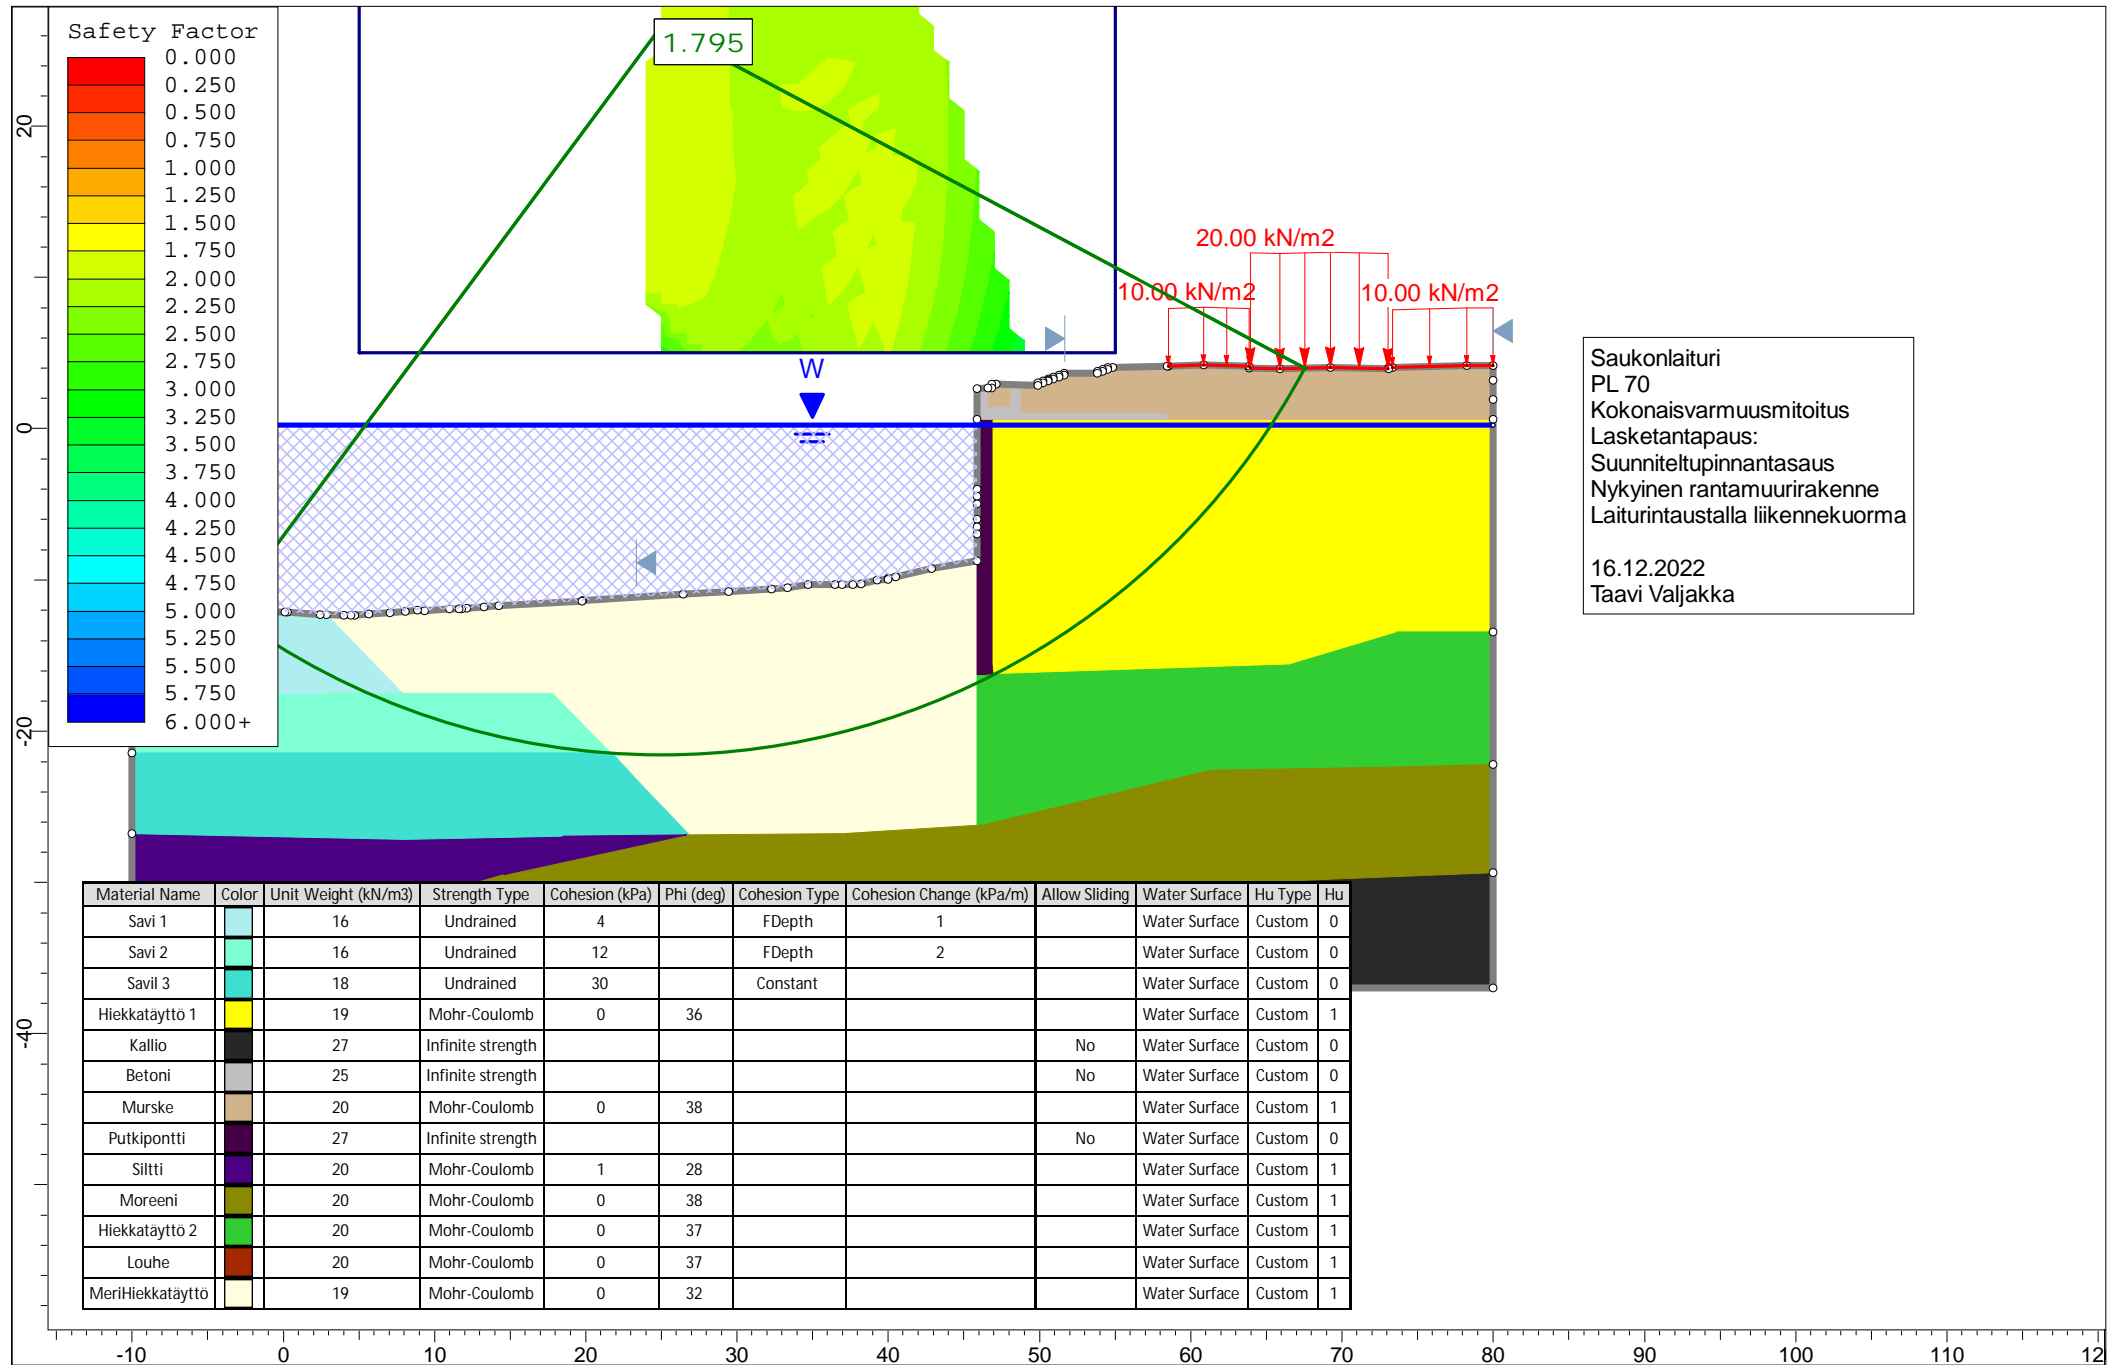 Safety Factor
0.000
0.250
0.500
0.750
1.000
1.250
1.500
1.750
2.000
2.250
2.500
2.750
3.000
3.250
3.500
3.750
4.000
4.250
4.500
4.750
5.000
5.250
5.500
5.750
6.000+
1.795
W
20.00 kN/m2
10.00 kN/m2
10.00 kN/m2
Saukonlaituri
PL 70
Kokonaisvarmuusmitoitus
Lasketantapaus:
Suunniteltupinnantasaus
Nykyinen rantamuurirakenne
Laiturintaustalla liikennekuorma
16.12.2022
Taavi Valjakka
20
0
-20
-40
Material Name Color Unit Weight (kN/m3) Strength Type Cohesion (kPa) Phi (deg) Cohesion Type Cohesion Change (kPa/m) Allow Sliding Water Surface Hu Type Hu
Savi 1 16 Undrained 4 FDepth 1 Water Surface Custom 0
Savi 2 16 Undrained 12 FDepth 2 Water Surface Custom 0
Savil 3 18 Undrained 30 Constant Water Surface Custom 0
Hiekkatäyttö 1 19 Mohr-Coulomb 0 36 Water Surface Custom 1
Kallio 27 Infinite strength No Water Surface Custom 0
Betoni 25 Infinite strength No Water Surface Custom 0
Murske 20 Mohr-Coulomb 0 38 Water Surface Custom 1
Putkipontti 27 Infinite strength No Water Surface Custom 0
Siltti 20 Mohr-Coulomb 1 28 Water Surface Custom 1
Moreeni 20 Mohr-Coulomb 0 38 Water Surface Custom 1
Hiekkatäyttö 2 20 Mohr-Coulomb 0 37 Water Surface Custom 1
Louhe 20 Mohr-Coulomb 0 37 Water Surface Custom 1
MeriHiekkatäyttö 19 Mohr-Coulomb 0 32 Water Surface Custom 1
-10 0 10 20 30 40 50 60 70 80 90 100 110 12